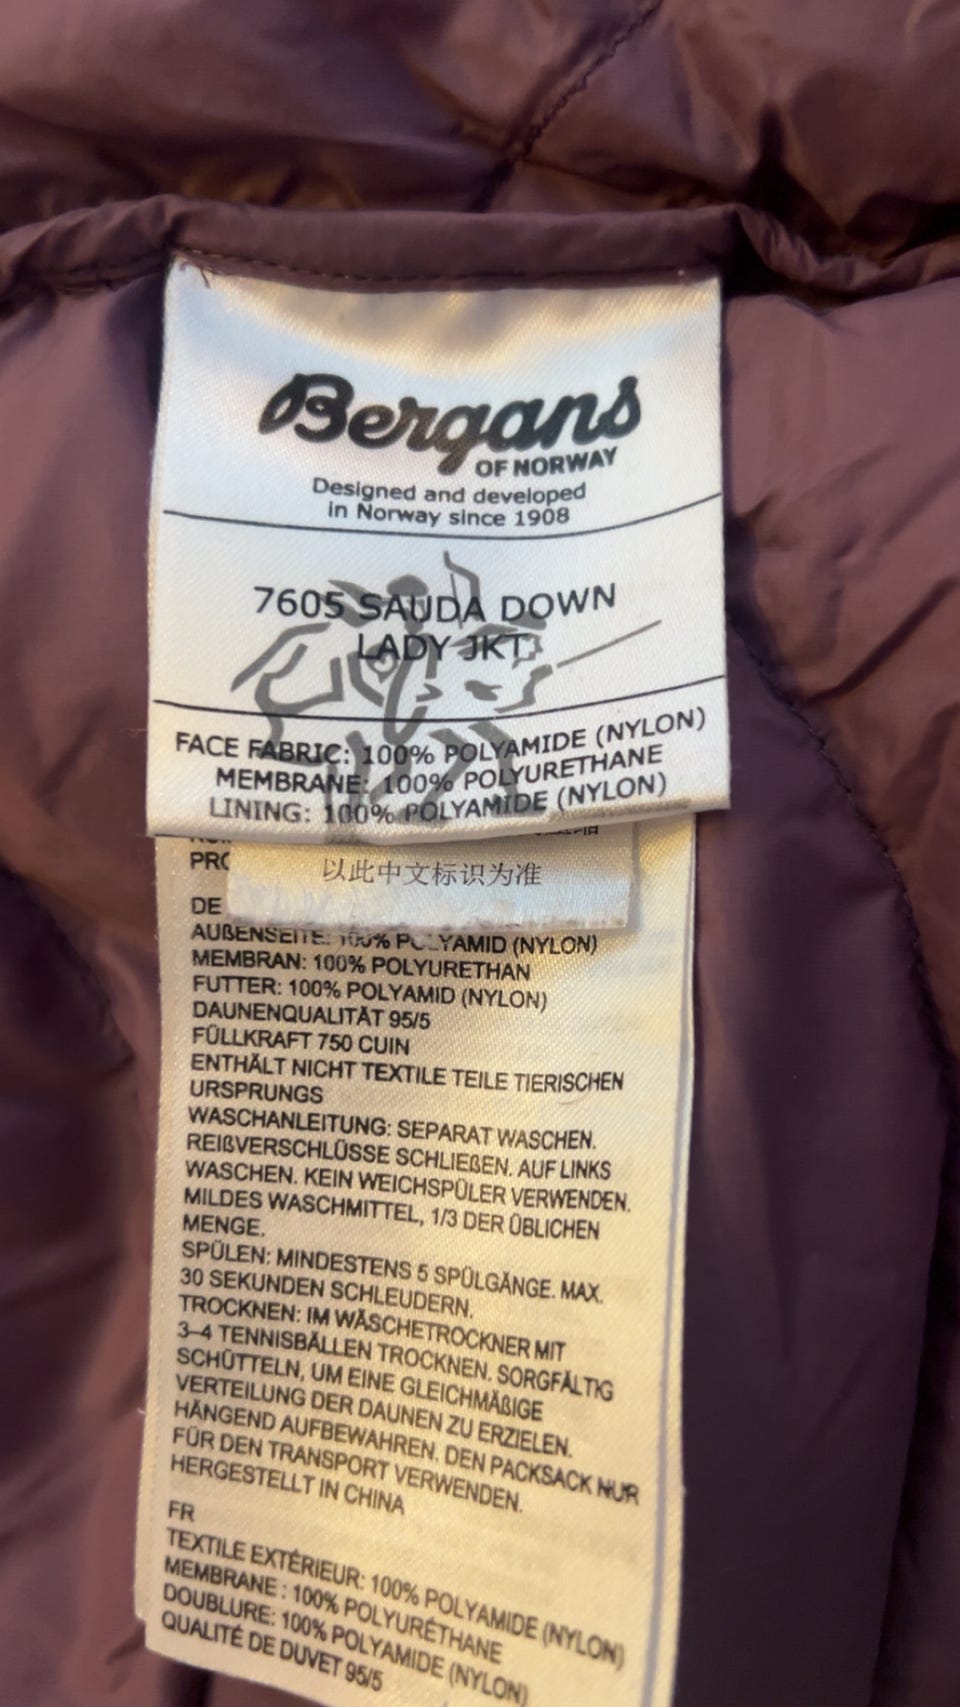 Bergans
OF NORWAY
Designed and developed
in Norway since 1908
7605 SAUDA DOWN
LADY JKT
FACE FABRIC: 100% POLYAMIDE (NYLON)
MEMBRANE: 100% POLYURETHANE
LINING: 100% POLYAMIDE (NYLON)
以此中文标识为准
DE
AUßENSEITE: 100% POLYAMID (NYLON)
MEMBRAN: 100% POLYURETHAN
FUTTER: 100% POLYAMID (NYLON)
DAUNENQUALITÄT 95/5
FÜLLKRAFT 750 CUIN
ENTHÄLT NICHT TEXTILE TEILE TIERISCHEN
URSPRUNGS
WASCHANLEITUNG: SEPARAT WASCHEN.
REIßVERSCHLÜSSE SCHLIEßEN. AUF LINKS
WASCHEN. KEIN WEICHSPÜLER VERWENDEN.
MILDES WASCHMITTEL, 1/3 DER ÜBLICHEN
MENGE.
SPÜLEN: MINDESTENS 5 SPÜLGÄNGE. MAX.
30 SEKUNDEN SCHLEUDERN.
TROCKNEN: IM WÄSCHETROCKNER MIT
3–4 TENNISBÄLLEN TROCKNEN. SORGFÄLTIG
SCHÜTTELN, UM EINE GLEICHMÄßIGE
VERTEILUNG DER DAUNEN ZU ERZIELEN.
HÄNGEND AUFBEWAHREN. DEN PACKSACK NUR
FÜR DEN TRANSPORT VERWENDEN.
HERGESTELLT IN CHINA
FR
TEXTILE EXTÉRIEUR: 100% POLYAMIDE (NYLON)
MEMBRANE : 100% POLYURÉTHANE
DOUBLURE: 100% POLYAMIDE (NYLON)
QUALITÉ DE DUVET 95/5